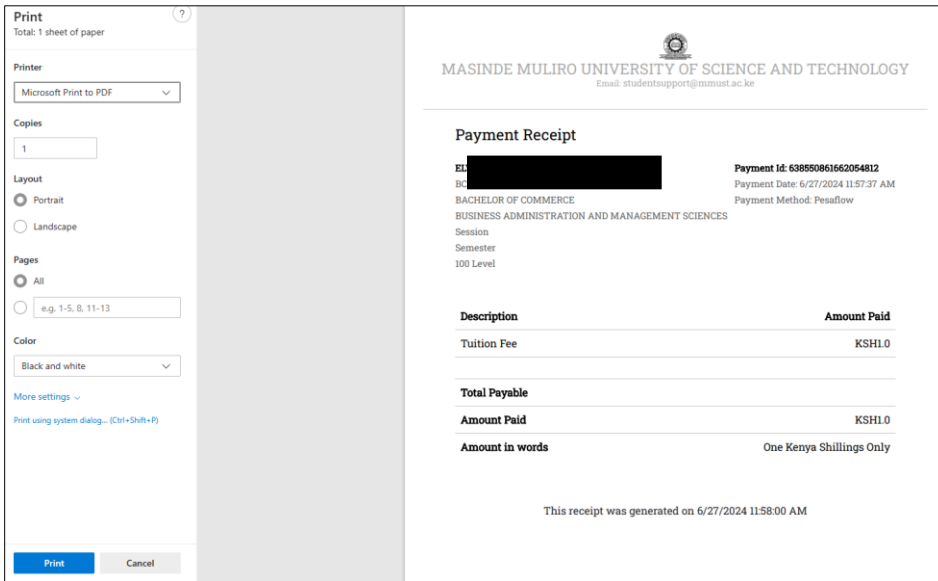 Print
?
Total: 1 sheet of paper
Printer
Microsoft Print to PDF
Copies
1
Layout
Portrait
Landscape
Pages
All
e.g. 1-5, 8, 11-13
Color
Black and white
More settings
Print using system dialog... (Ctrl+Shift+P)
Print
Cancel
MASINDE MULIRO UNIVERSITY OF SCIENCE AND TECHNOLOGY
Email: studentsupport@mmust.ac.ke
Payment Receipt
Payment Id: 638550861662054812
Payment Date: 6/27/2024 11:57:37 AM
Payment Method: Pesaflow
BACHELOR OF COMMERCE
BUSINESS ADMINISTRATION AND MANAGEMENT SCIENCES
Session
Semester
100 Level
Description Amount Paid
Tuition Fee KSH1.0
Total Payable
Amount Paid KSH1.0
Amount in words One Kenya Shillings Only
This receipt was generated on 6/27/2024 11:58:00 AM